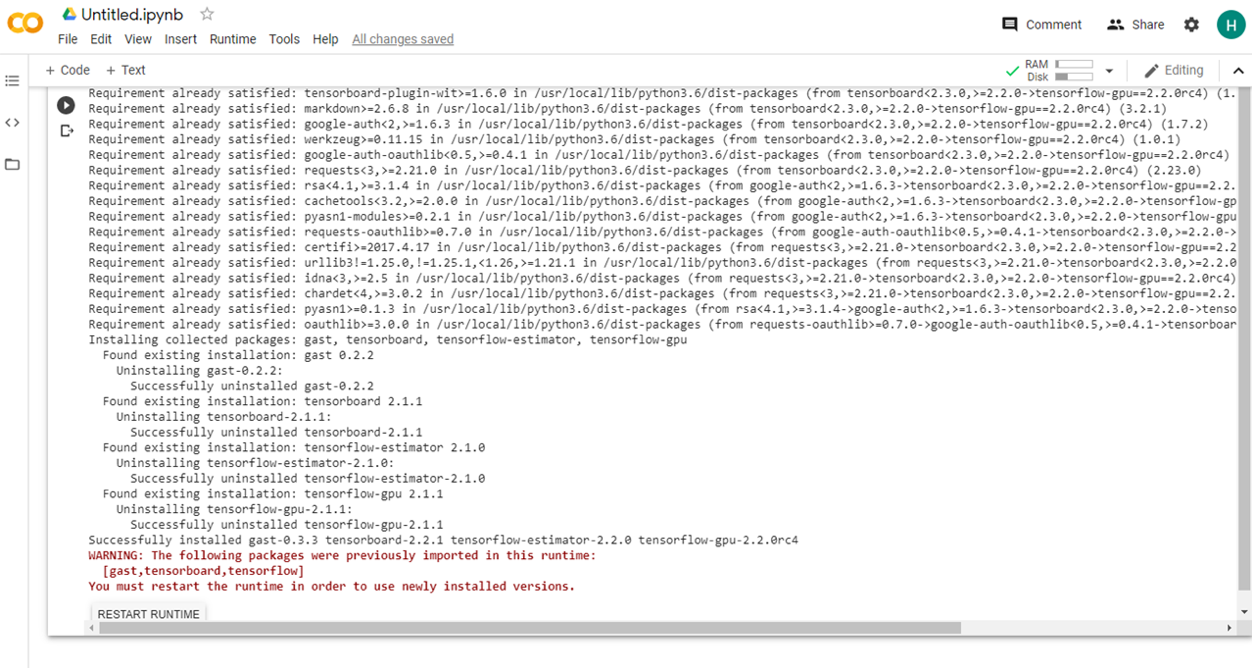 Untitled.ipynb
Comment Share H
File Edit View Insert Runtime Tools Help All changes saved
+ Code + Text RAM Disk Editing
Requirement already satisfied: tensorboard-plugin-wit>=1.6.0 in /usr/local/lib/python3.6/dist-packages (from tensorboard<2.3.0,>=2.2.0->tensorflow-gpu==2.2.0rc4) (1.
Requirement already satisfied: markdown>=2.6.8 in /usr/local/lib/python3.6/dist-packages (from tensorboard<2.3.0,>=2.2.0->tensorflow-gpu==2.2.0rc4) (3.2.1)
Requirement already satisfied: google-auth<2,>=1.6.3 in /usr/local/lib/python3.6/dist-packages (from tensorboard<2.3.0,>=2.2.0->tensorflow-gpu==2.2.0rc4) (1.7.2)
Requirement already satisfied: werkzeug>=0.11.15 in /usr/local/lib/python3.6/dist-packages (from tensorboard<2.3.0,>=2.2.0->tensorflow-gpu==2.2.0rc4) (1.0.1)
Requirement already satisfied: google-auth-oauthlib<0.5,>=0.4.1 in /usr/local/lib/python3.6/dist-packages (from tensorboard<2.3.0,>=2.2.0->tensorflow-gpu==2.2.0rc4)
Requirement already satisfied: requests<3,>=2.21.0 in /usr/local/lib/python3.6/dist-packages (from tensorboard<2.3.0,>=2.2.0->tensorflow-gpu==2.2.0rc4) (2.23.0)
Requirement already satisfied: rsa<4.1,>=3.1.4 in /usr/local/lib/python3.6/dist-packages (from google-auth<2,>=1.6.3->tensorboard<2.3.0,>=2.2.0->tensorflow-gpu==2.2.
Requirement already satisfied: cachetools<3.2,>=2.0.0 in /usr/local/lib/python3.6/dist-packages (from google-auth<2,>=1.6.3->tensorboard<2.3.0,>=2.2.0->tensorflow-gp
Requirement already satisfied: pyasn1-modules>=0.2.1 in /usr/local/lib/python3.6/dist-packages (from google-auth<2,>=1.6.3->tensorboard<2.3.0,>=2.2.0->tensorflow-gpu
Requirement already satisfied: requests-oauthlib>=0.7.0 in /usr/local/lib/python3.6/dist-packages (from google-auth-oauthlib<0.5,>=0.4.1->tensorboard<2.3.0,>=2.2.0->
Requirement already satisfied: certifi>=2017.4.17 in /usr/local/lib/python3.6/dist-packages (from requests<3,>=2.21.0->tensorboard<2.3.0,>=2.2.0->tensorflow-gpu==2.2
Requirement already satisfied: urllib3!=1.25.0,!=1.25.1,<1.26,>=1.21.1 in /usr/local/lib/python3.6/dist-packages (from requests<3,>=2.21.0->tensorboard<2.3.0,>=2.2.0
Requirement already satisfied: idna<3,>=2.5 in /usr/local/lib/python3.6/dist-packages (from requests<3,>=2.21.0->tensorboard<2.3.0,>=2.2.0->tensorflow-gpu==2.2.0rc4)
Requirement already satisfied: chardet<4,>=3.0.2 in /usr/local/lib/python3.6/dist-packages (from requests<3,>=2.21.0->tensorboard<2.3.0,>=2.2.0->tensorflow-gpu==2.2.
Requirement already satisfied: pyasn1>=0.1.3 in /usr/local/lib/python3.6/dist-packages (from rsa<4.1,>=3.1.4->google-auth<2,>=1.6.3->tensorboard<2.3.0,>=2.2.0->tenso
Requirement already satisfied: oauthlib>=3.0.0 in /usr/local/lib/python3.6/dist-packages (from requests-oauthlib>=0.7.0->google-auth-oauthlib<0.5,>=0.4.1->tensorboar
Installing collected packages: gast, tensorboard, tensorflow-estimator, tensorflow-gpu
Found existing installation: gast 0.2.2
Uninstalling gast-0.2.2:
Successfully uninstalled gast-0.2.2
Found existing installation: tensorboard 2.1.1
Uninstalling tensorboard-2.1.1:
Successfully uninstalled tensorboard-2.1.1
Found existing installation: tensorflow-estimator 2.1.0
Uninstalling tensorflow-estimator-2.1.0:
Successfully uninstalled tensorflow-estimator-2.1.0
Found existing installation: tensorflow-gpu 2.1.1
Uninstalling tensorflow-gpu-2.1.1:
Successfully uninstalled tensorflow-gpu-2.1.1
Successfully installed gast-0.3.3 tensorboard-2.2.1 tensorflow-estimator-2.2.0 tensorflow-gpu-2.2.0rc4
WARNING: The following packages were previously imported in this runtime:
[gast,tensorboard,tensorflow]
You must restart the runtime in order to use newly installed versions.
RESTART RUNTIME